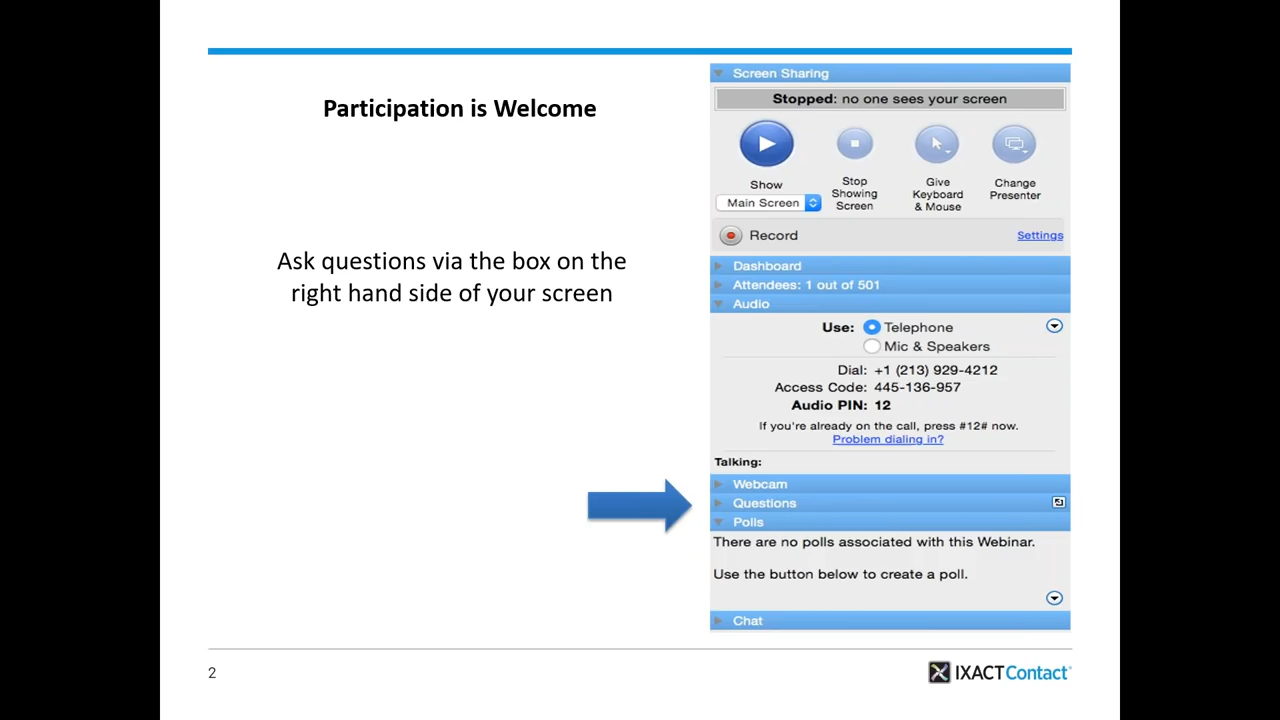 Participation is Welcome
Ask questions via the box on the
right hand side of your screen
Screen Sharing
Stopped: no one sees your screen
Show
Main Screen
Stop
Showing
Screen
Give
Keyboard
& Mouse
Change
Presenter
Record
Settings
Dashboard
Attendees: 1 out of 501
Audio
Use: Telephone
Mic & Speakers
Dial: +1 (213) 929-4212
Access Code: 445-136-957
Audio PIN: 12
If you're already on the call, press #12# now.
Problem dialing in?
Talking:
Webcam
Questions
Polls
There are no polls associated with this Webinar.
Use the button below to create a poll.
Chat
2
IXACTContact